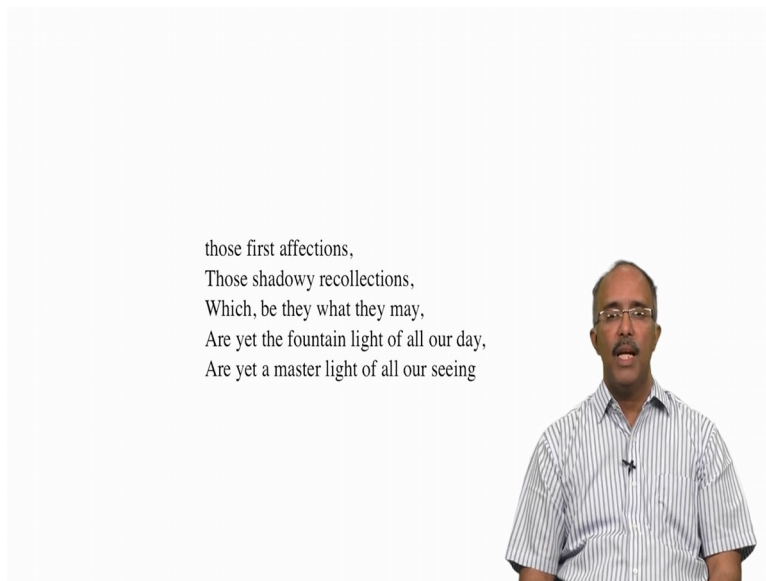 those first affections,
Those shadowy recollections,
Which, be they what they may,
Are yet the fountain light of all our day,
Are yet a master light of all our seeing